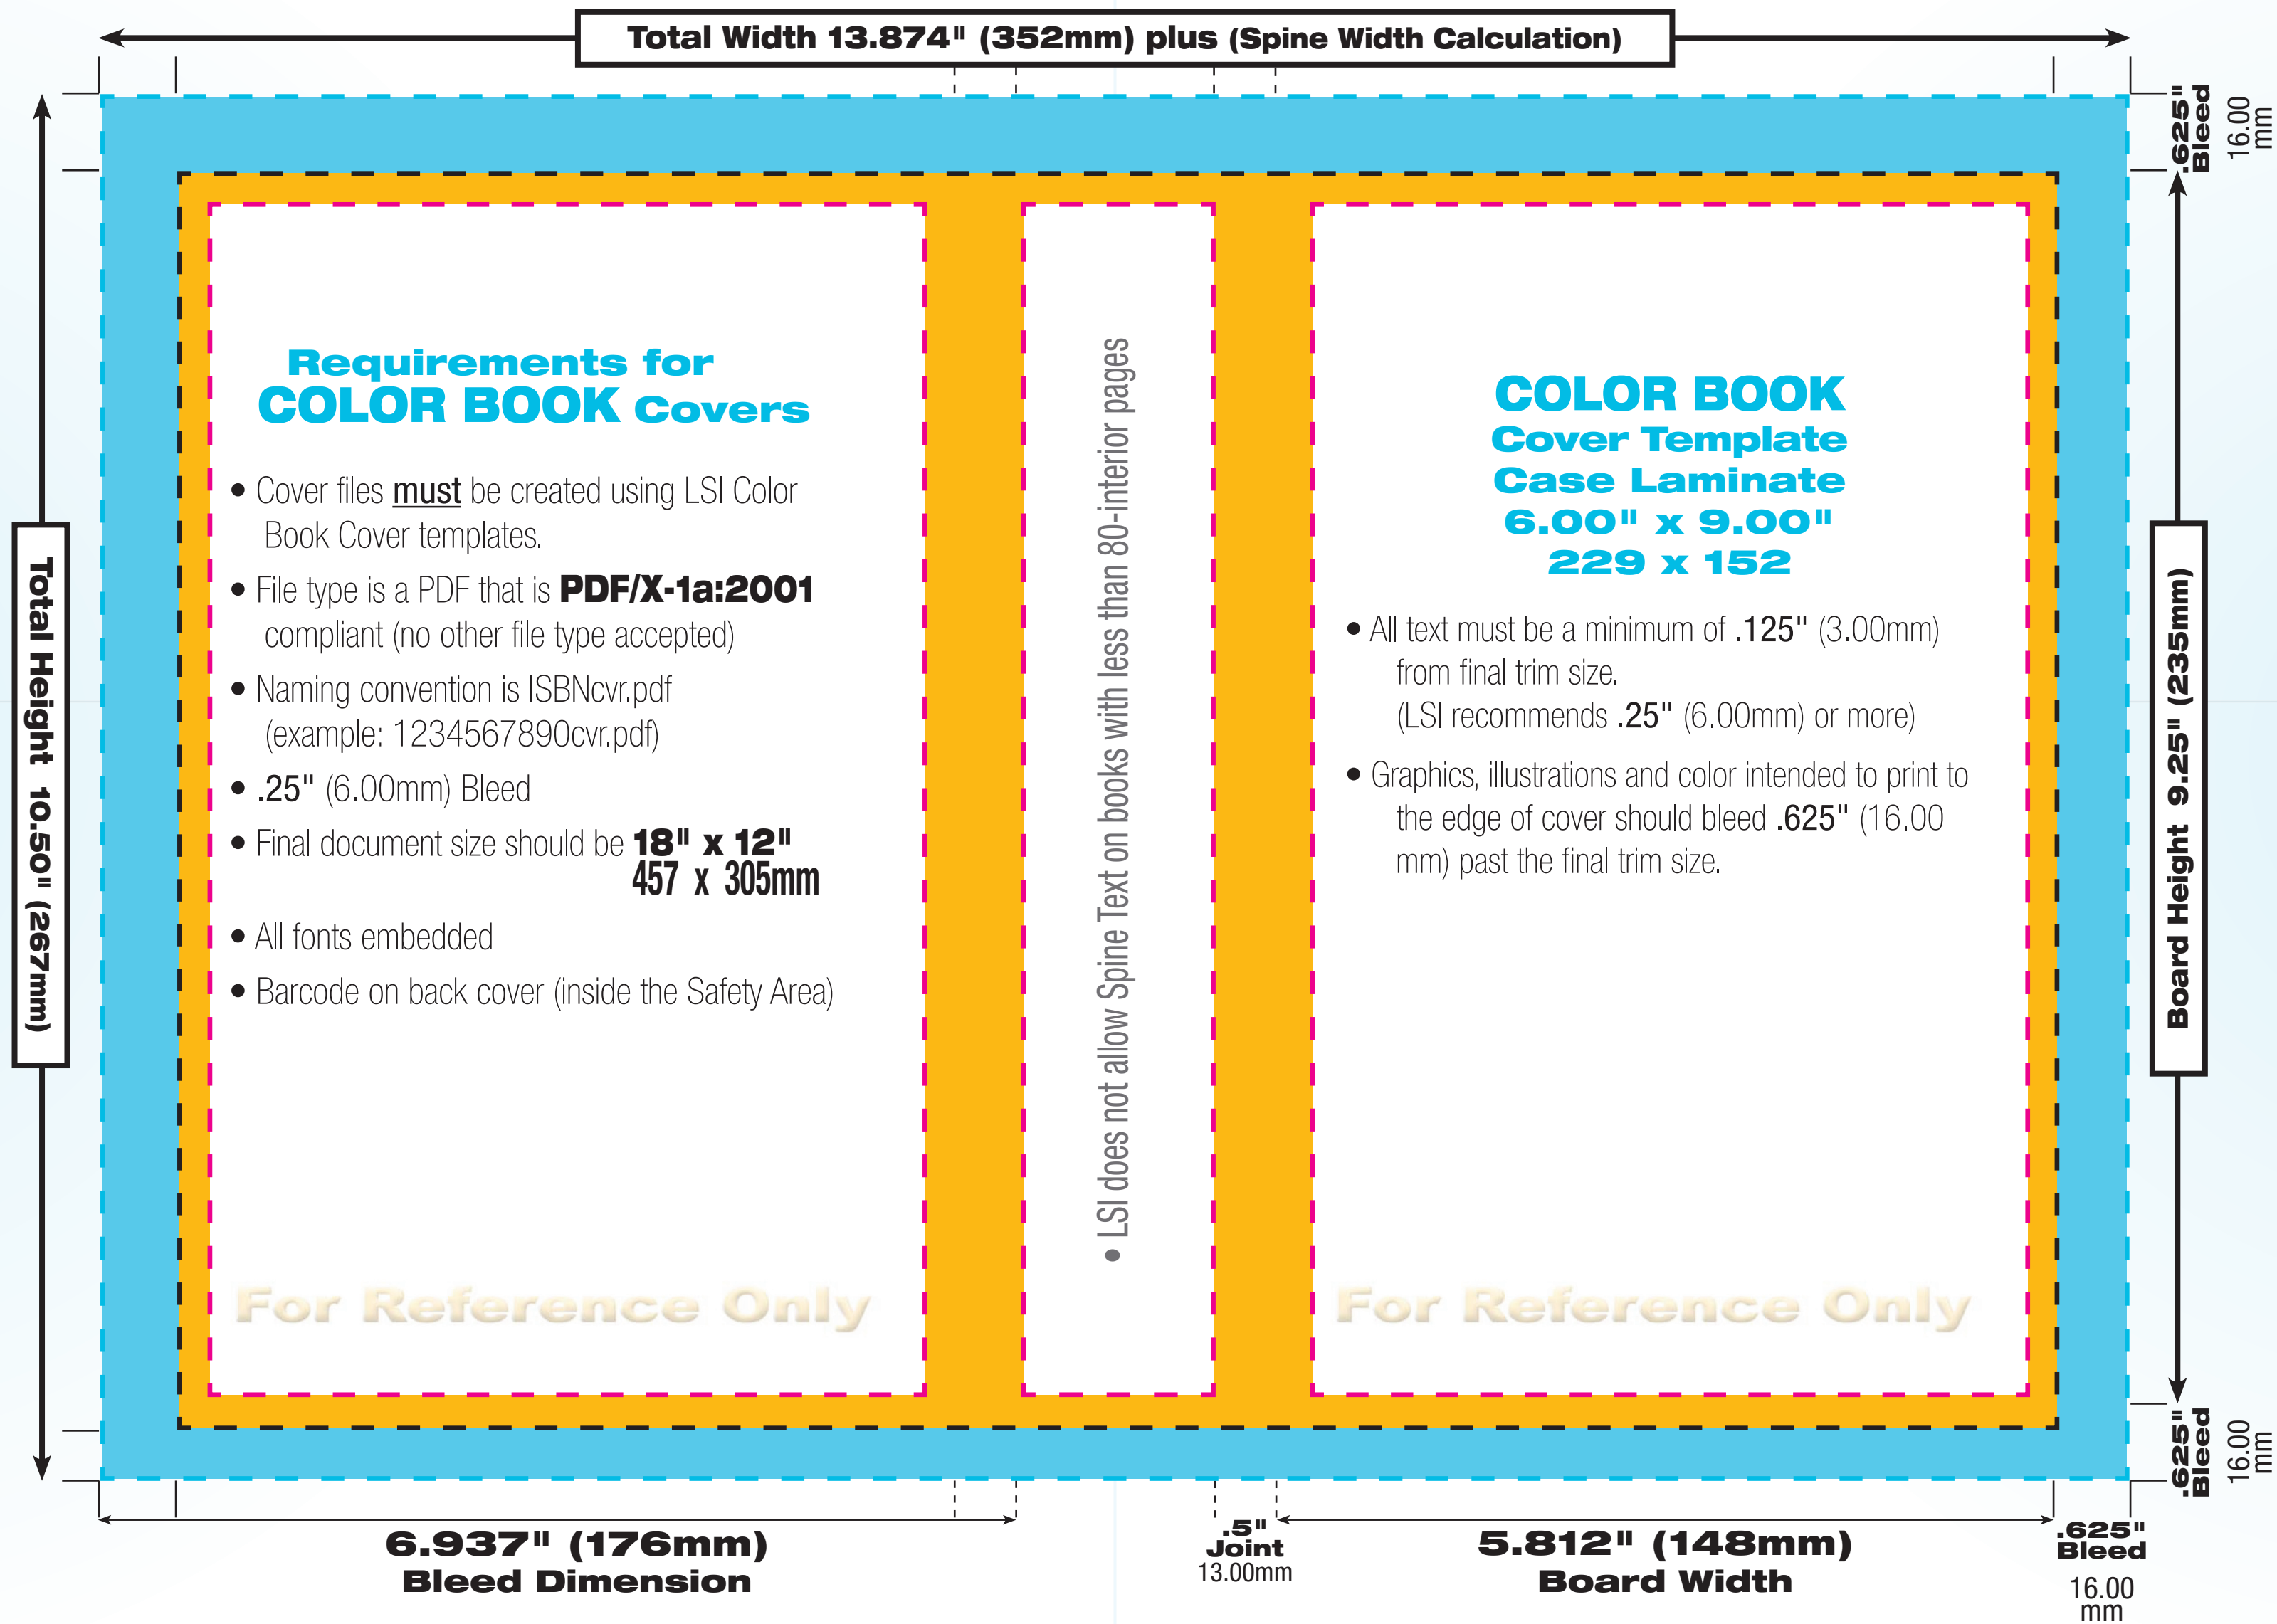 Total Width 13.874" (352mm) plus (Spine Width Calculation)
.625"
Bleed
16.00
mm
Total Height 10.50" (267mm)
Requirements for
COLOR BOOK Covers
• Cover files must be created using LSI Color
Book Cover templates.
• File type is a PDF that is PDF/X-1a:2001
compliant (no other file type accepted)
• Naming convention is ISBNcvr.pdf
(example: 1234567890cvr.pdf)
• .25" (6.00mm) Bleed
• Final document size should be 18" x 12"
457 x 305mm
• All fonts embedded
• Barcode on back cover (inside the Safety Area)
For Reference Only
• LSI does not allow Spine Text on books with less than 80-interior pages
COLOR BOOK
Cover Template
Case Laminate
6.00" x 9.00"
229 x 152
• All text must be a minimum of .125" (3.00mm)
from final trim size.
(LSI recommends .25" (6.00mm) or more)
• Graphics, illustrations and color intended to print to
the edge of cover should bleed .625" (16.00
mm) past the final trim size.
For Reference Only
Board Height 9.25" (235mm)
.625"
Bleed
16.00
mm
6.937" (176mm)
Bleed Dimension
.5"
Joint
13.00mm
5.812" (148mm)
Board Width
.625"
Bleed
16.00
mm